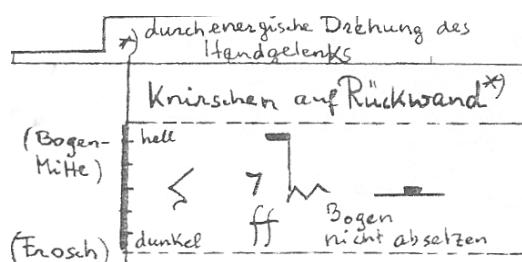 *) durch energische Drehung des
Handgelenks
Knirschen auf Rückwand *)
(Bogen-
Mitte)
hell
ff
Bogen
nicht absetzen
(Frosch)
dunkel